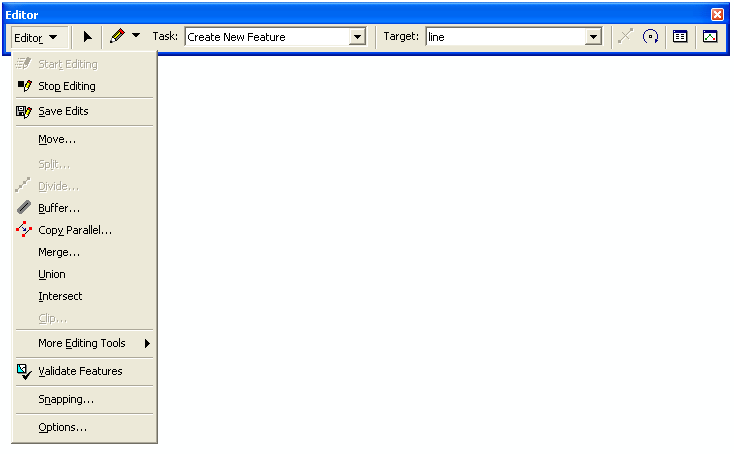 Editor
Editor Task: Create New Feature Target: line
Start Editing
Stop Editing
Save Edits
Move...
Split...
Divide...
Buffer...
Copy Parallel...
Merge...
Union
Intersect
Clip...
More Editing Tools
Validate Features
Snapping...
Options...